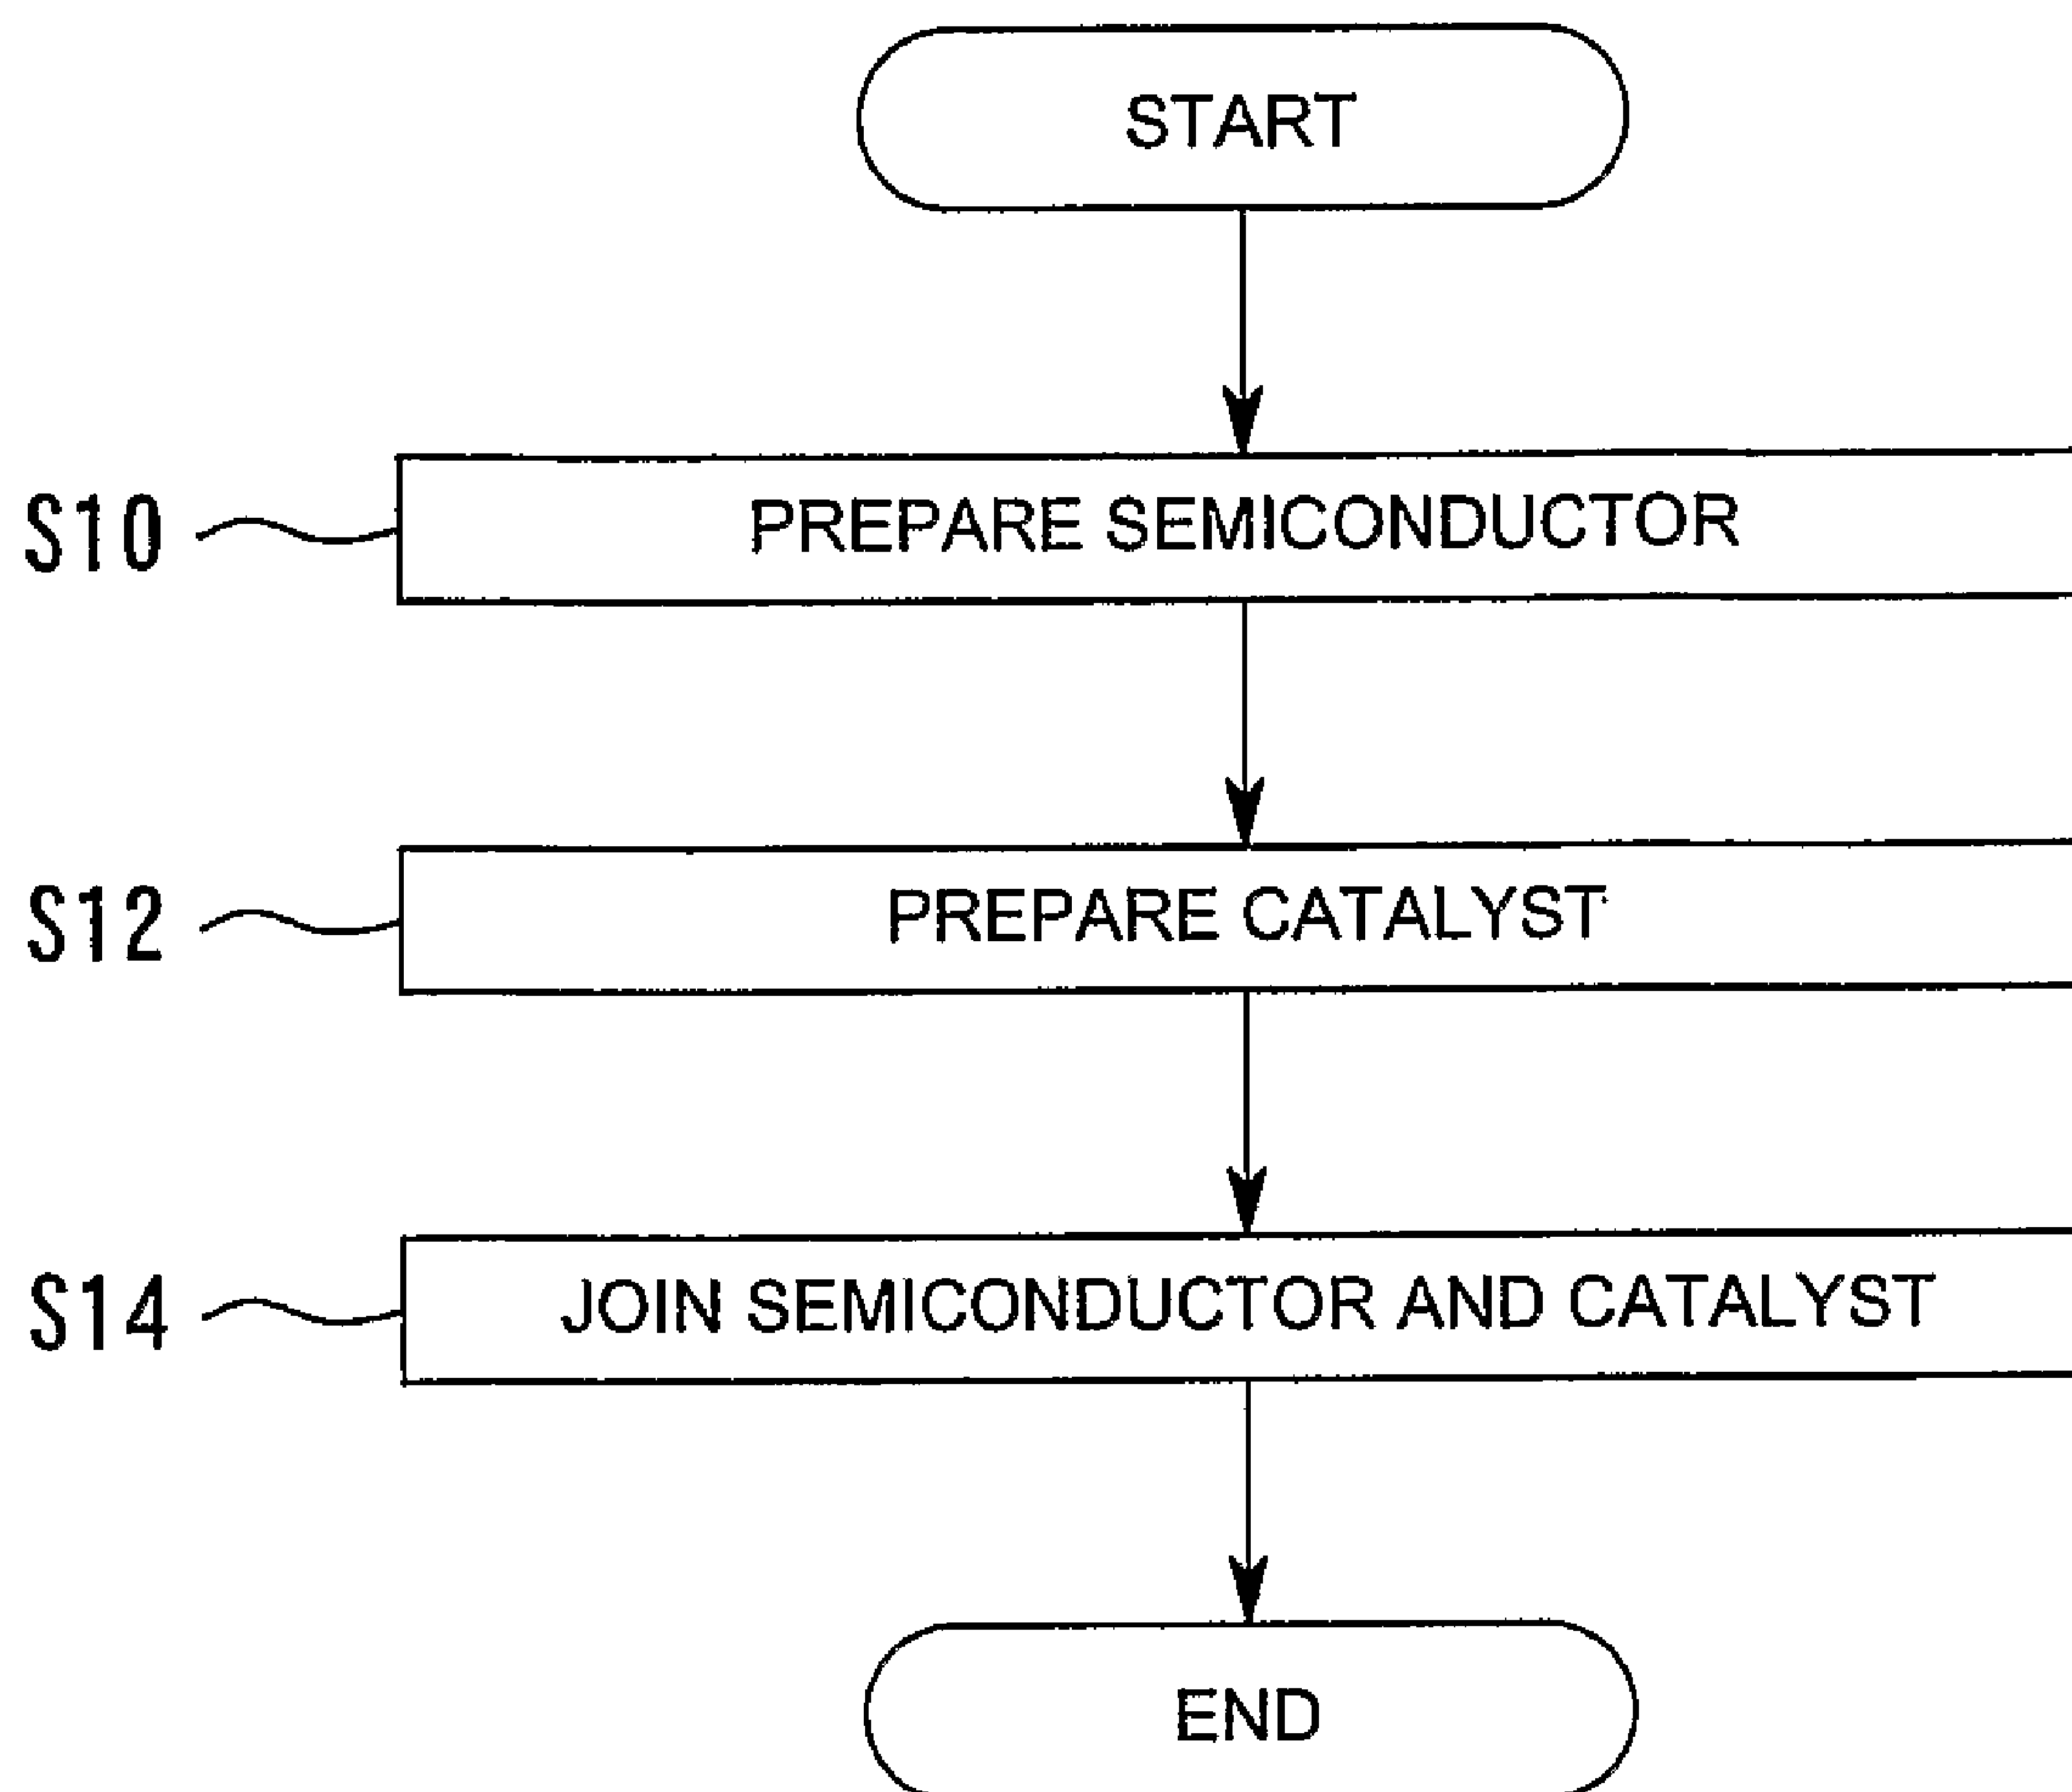 START
S10 PREPARE SEMICONDUCTOR
S12 PREPARE CATALYST
S14 JOIN SEMICONDUCTOR AND CATALYST
END